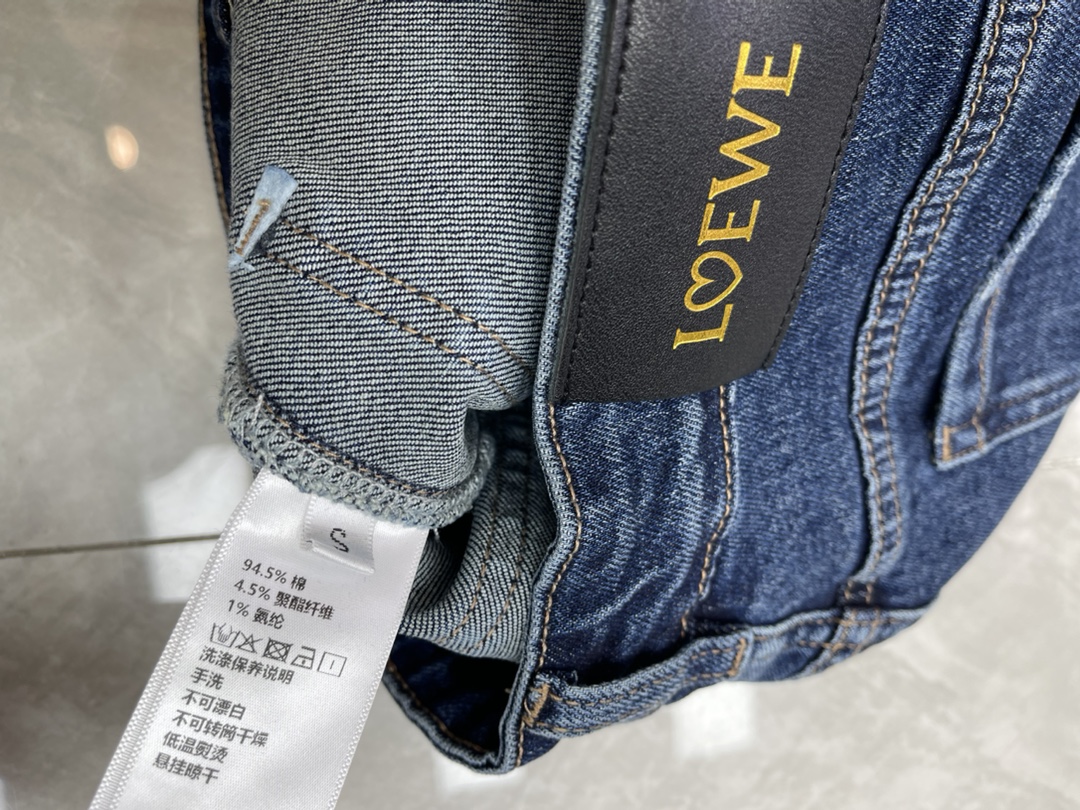 LOEWE
S
94.5% 棉
4.5% 聚酯纤维
1% 氨纶
洗涤保养说明
手洗
不可漂白
不可转筒干燥
低温熨烫
悬挂晾干